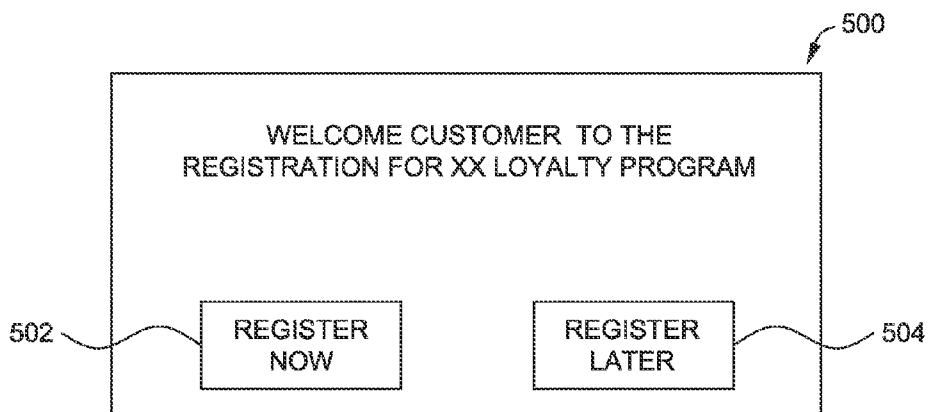 500
WELCOME CUSTOMER TO THE
REGISTRATION FOR XX LOYALTY PROGRAM
502
REGISTER
NOW
REGISTER
LATER
504